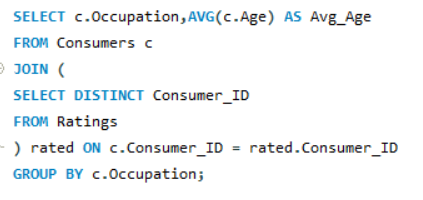 SELECT c.Occupation,AVG(c.Age) AS Avg_Age
FROM Consumers c
JOIN (
SELECT DISTINCT Consumer_ID
FROM Ratings
) rated ON c.Consumer_ID = rated.Consumer_ID
GROUP BY c.Occupation;